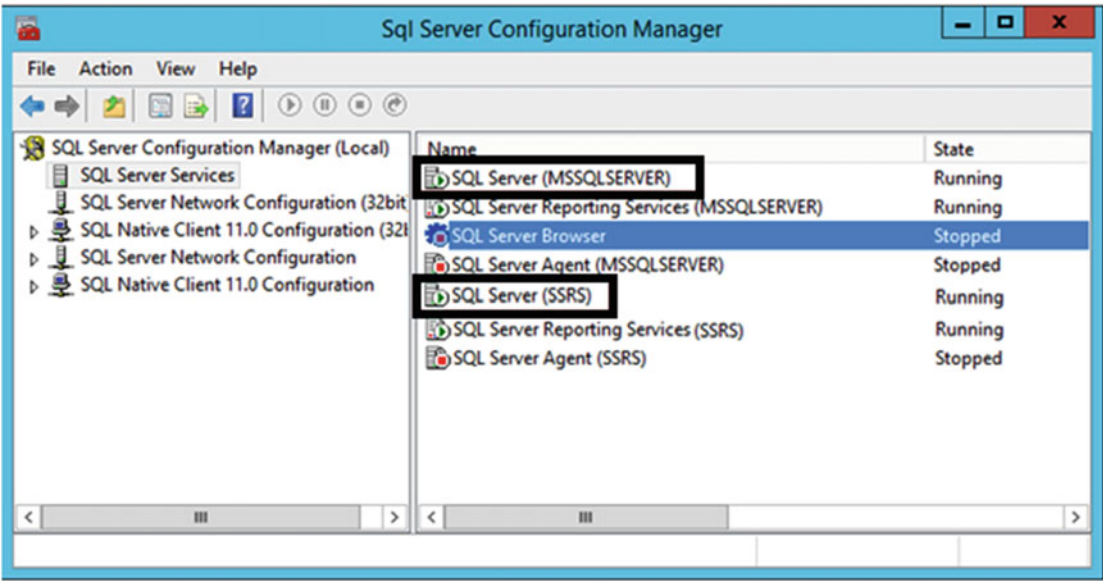 Sql Server Configuration Manager
File Action View Help
SQL Server Configuration Manager (Local)
SQL Server Services
SQL Server Network Configuration (32bit
SQL Native Client 11.0 Configuration (32b
SQL Server Network Configuration
SQL Native Client 11.0 Configuration
Name State
SQL Server (MSSQLSERVER) Running
SQL Server Reporting Services (MSSQLSERVER) Running
SQL Server Browser Stopped
SQL Server Agent (MSSQLSERVER) Stopped
SQL Server (SSRS) Running
SQL Server Reporting Services (SSRS) Running
SQL Server Agent (SSRS) Stopped